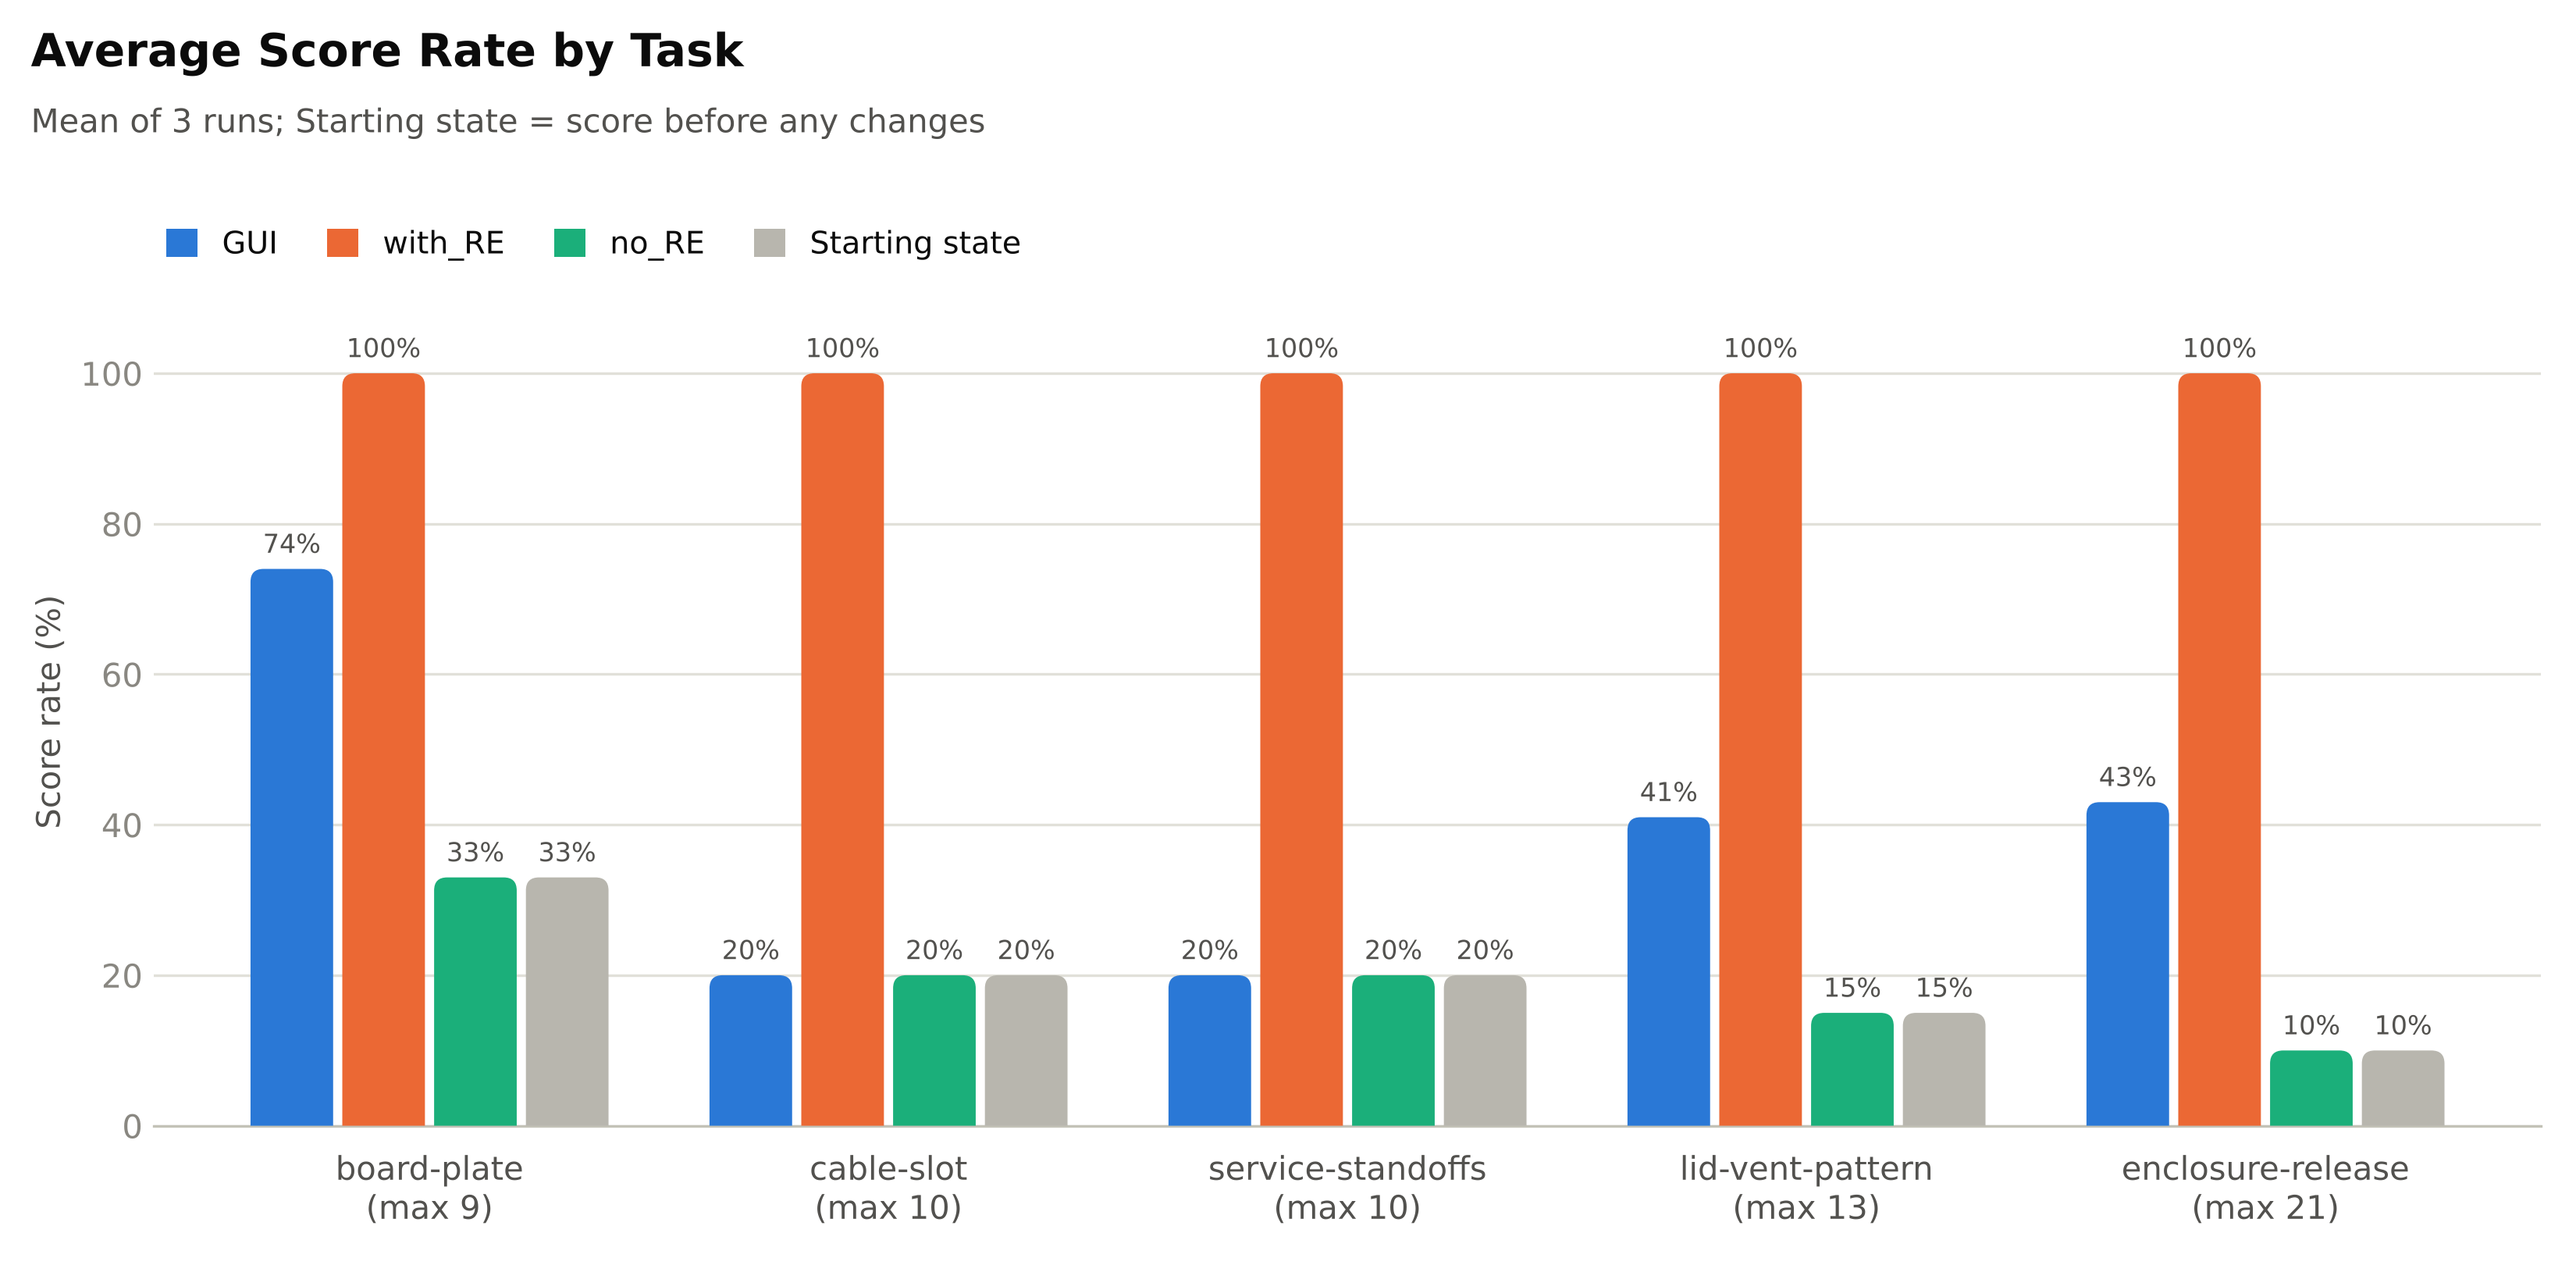 Average Score Rate by Task
Mean of 3 runs; Starting state = score before any changes
GUI with_RE no_RE Starting state
Score rate (%)
100
80
60
40
20
0
74% 100% 33% 33%
20% 100% 20% 20%
20% 100% 20% 20%
41% 100% 15% 15%
43% 100% 10% 10%
board-plate
(max 9)
cable-slot
(max 10)
service-standoffs
(max 10)
lid-vent-pattern
(max 13)
enclosure-release
(max 21)